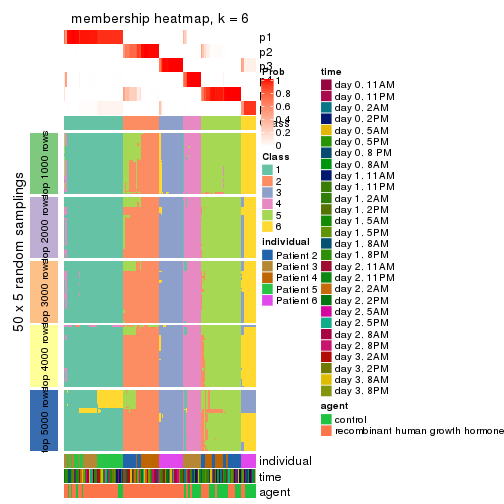 membership heatmap, k = 6
p1
p2
p3
Prob
1
0.8
0.6
0.4
0.2
0
Class
1
2
3
4
5
6
individual
Patient 2
Patient 3
Patient 4
Patient 5
Patient 6
time
day 0. 11AM
day 0. 11PM
day 0. 2AM
day 0. 2PM
day 0. 5AM
day 0. 5PM
day 0. 8 PM
day 0. 8AM
day 1. 11AM
day 1. 11PM
day 1. 2AM
day 1. 2PM
day 1. 5AM
day 1. 5PM
day 1. 8AM
day 1. 8PM
day 2. 11AM
day 2. 11PM
day 2. 2AM
day 2. 2PM
day 2. 5AM
day 2. 5PM
day 2. 8AM
day 2. 8PM
day 3. 2AM
day 3. 2PM
day 3. 8AM
day 3. 8PM
agent
control
recombinant human growth hormone
50 x 5 random samplings
top 1000 rows
top 2000 rows
top 3000 rows
top 4000 rows
top 5000 rows
individual
time
agent